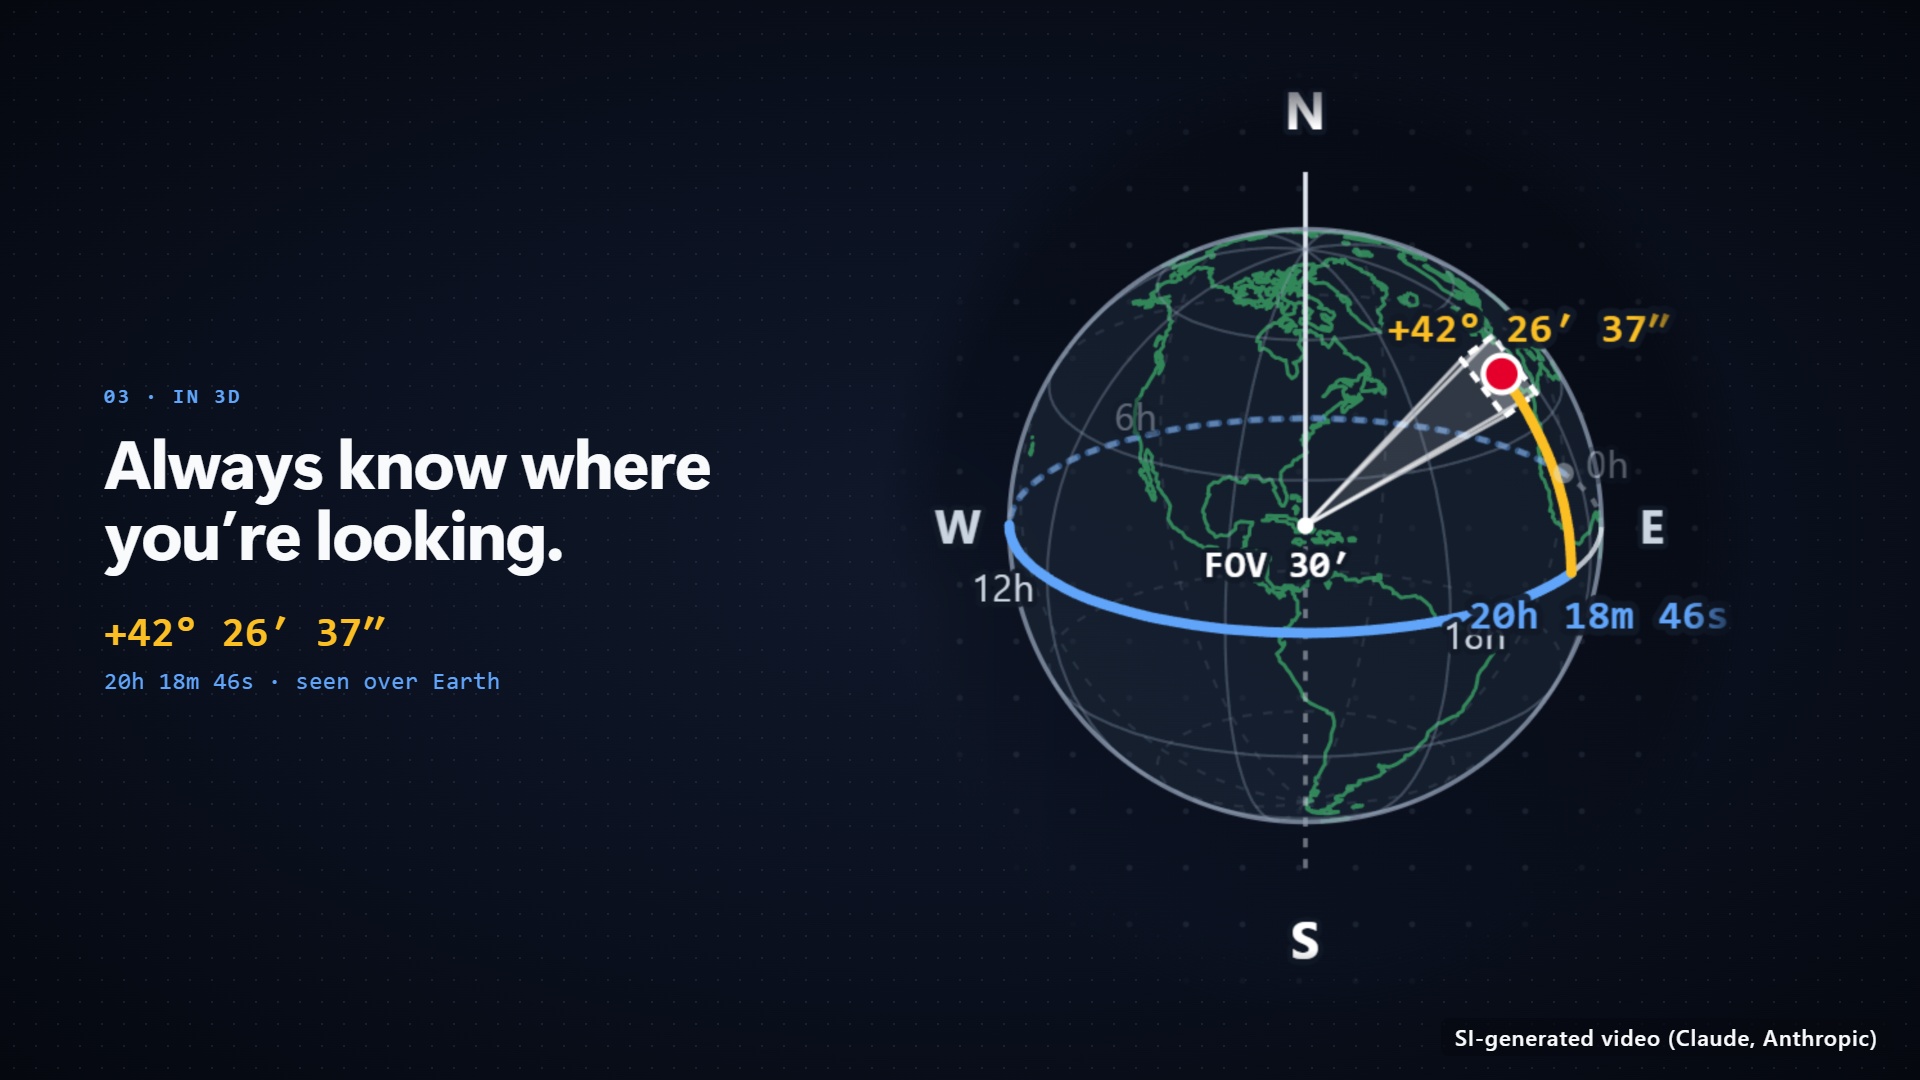 03 · IN 3D
Always know where
you’re looking.
+42° 26′ 37″
20h 18m 46s · seen over Earth
N
+42° 26′ 37″
6h
0h
W
E
FOV 30′
12h
20h 18m 46s
18h
S
SI-generated video (Claude, Anthropic)